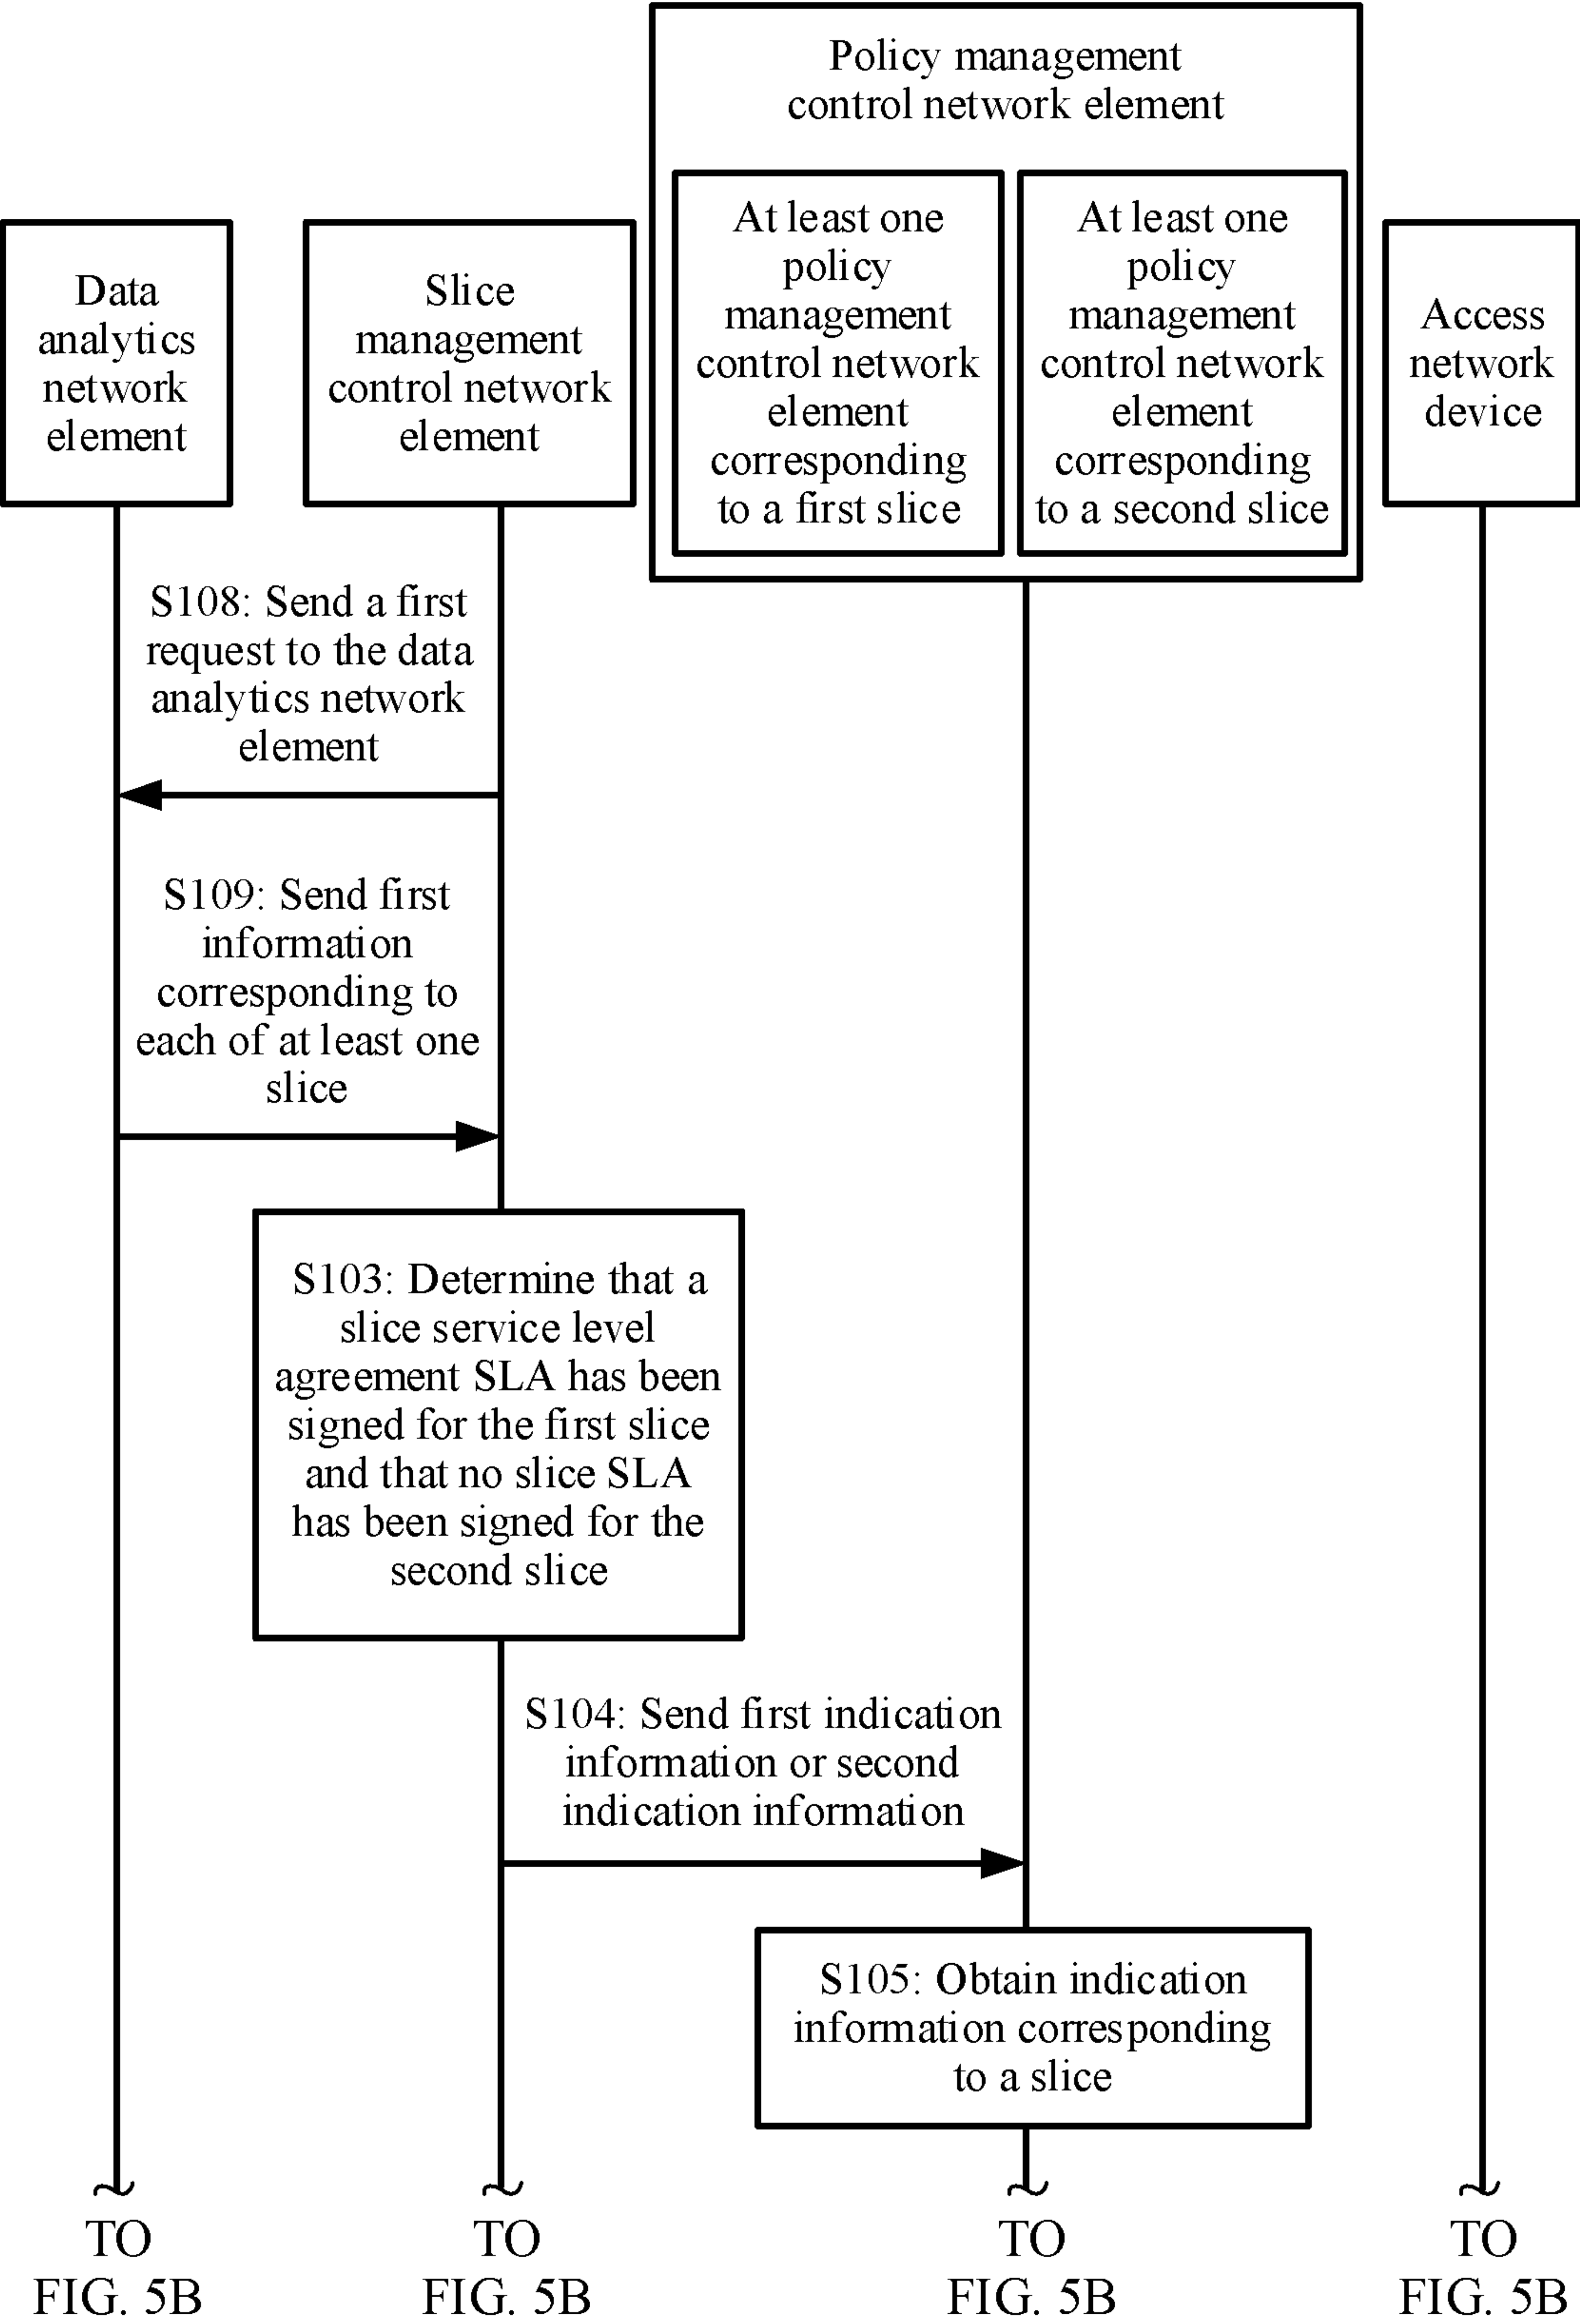 Policy management
control network element
Data
analytics
network
element
Slice
management
control network
element
At least one
policy
management
control network
element
corresponding
to a first slice
At least one
policy
management
control network
element
corresponding
to a second slice
Access
network
device
S108: Send a first
request to the data
analytics network
element
S109: Send first
information
corresponding to
each of at least one
slice
S103: Determine that a
slice service level
agreement SLA has been
signed for the first slice
and that no slice SLA
has been signed for the
second slice
S104: Send first indication
information or second
indication information
S105: Obtain indication
information corresponding
to a slice
TO
FIG. 5B
TO
FIG. 5B
TO
FIG. 5B
TO
FIG. 5B